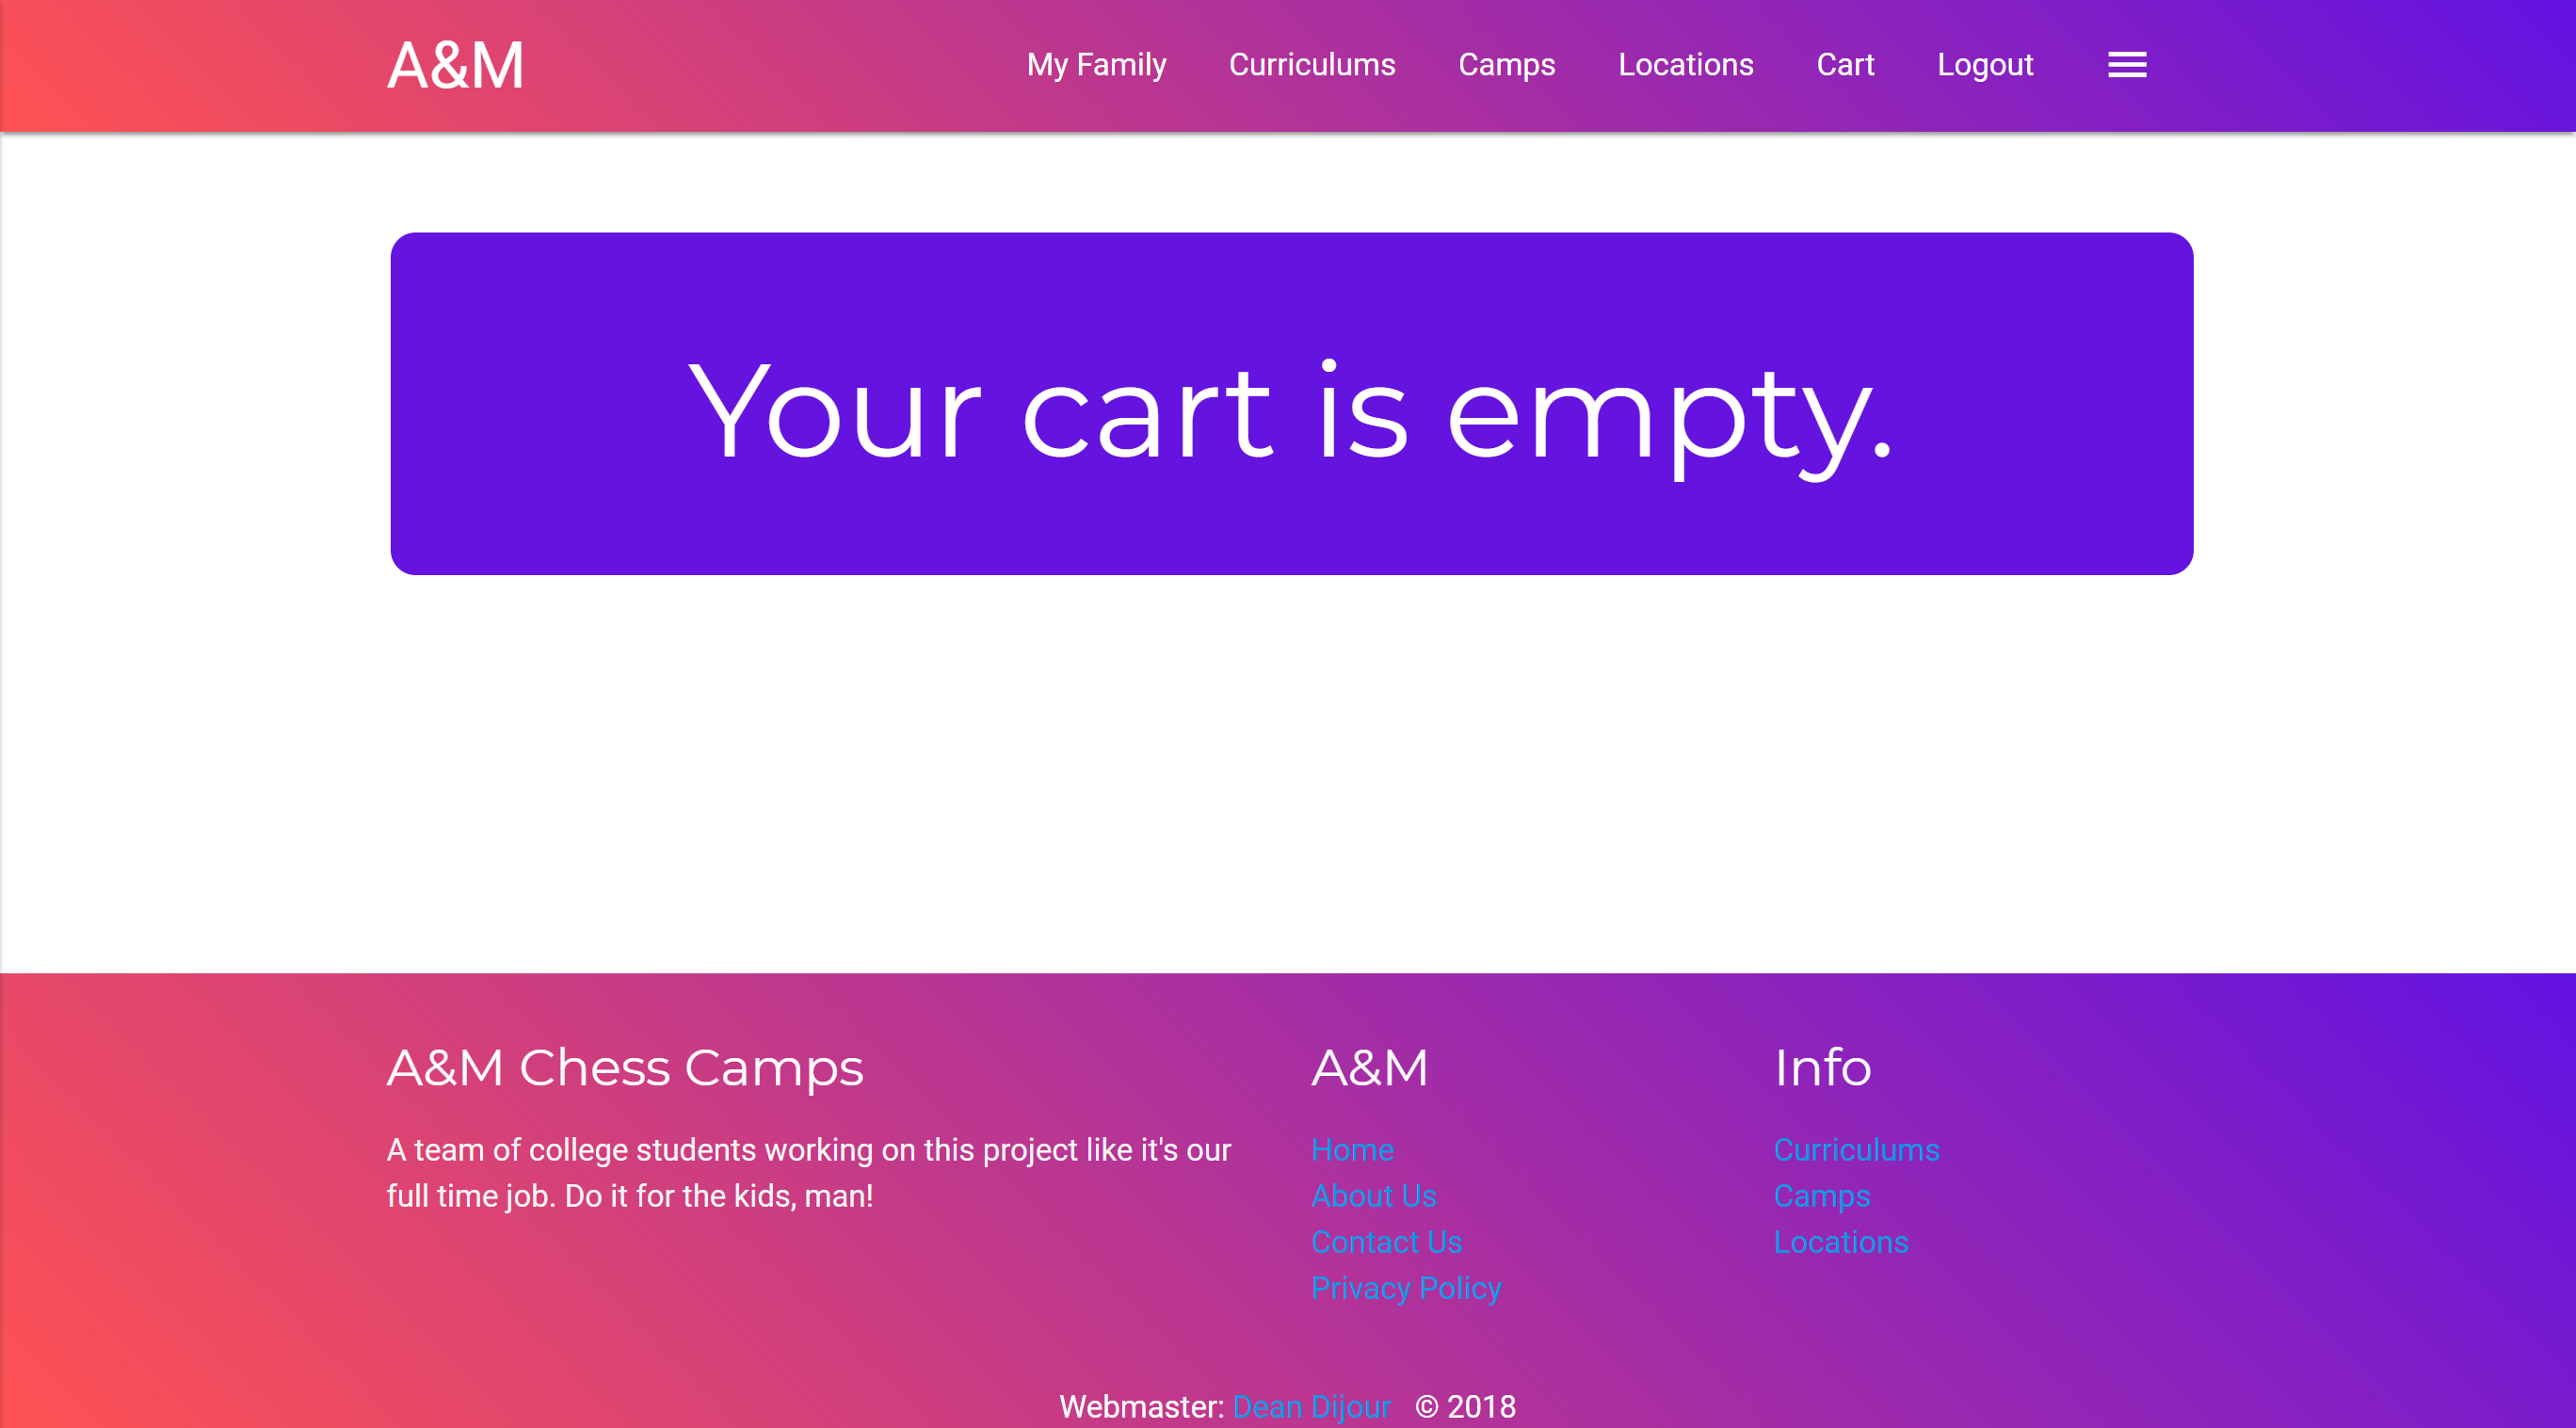 A&M
My Family Curriculums Camps Locations Cart Logout
Your cart is empty.
A&M Chess Camps
A team of college students working on this project like it's our
full time job. Do it for the kids, man!
A&M
Home
About Us
Contact Us
Privacy Policy
Info
Curriculums
Camps
Locations
Webmaster: Dean Dijour © 2018